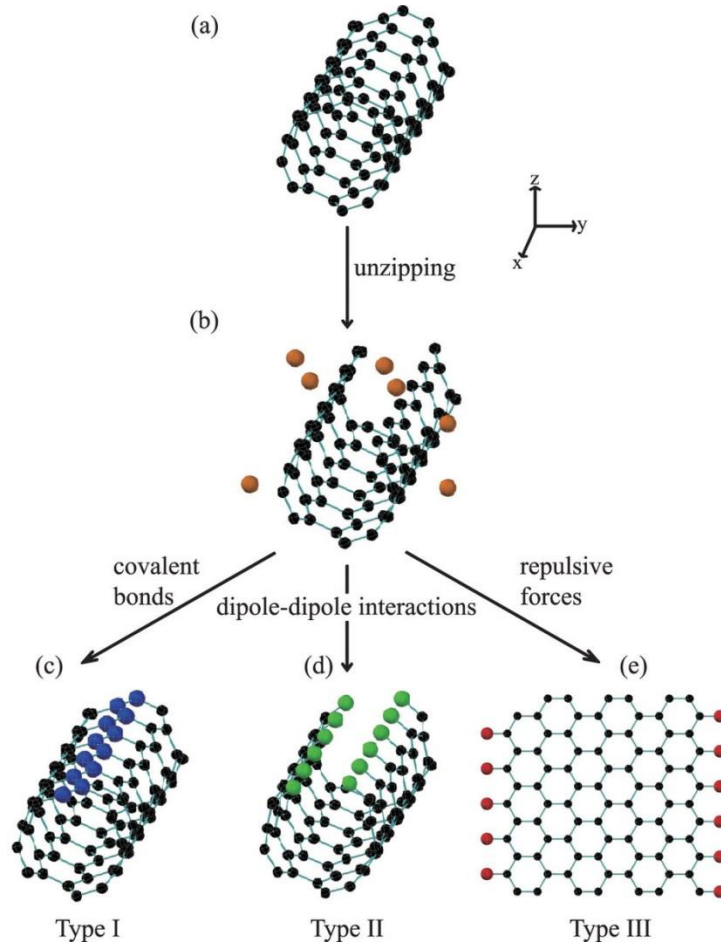 (a)
z
y
x
unzipping
(b)
covalent
bonds
dipole-dipole interactions
repulsive
forces
(c)
(d)
(e)
Type I
Type II
Type III